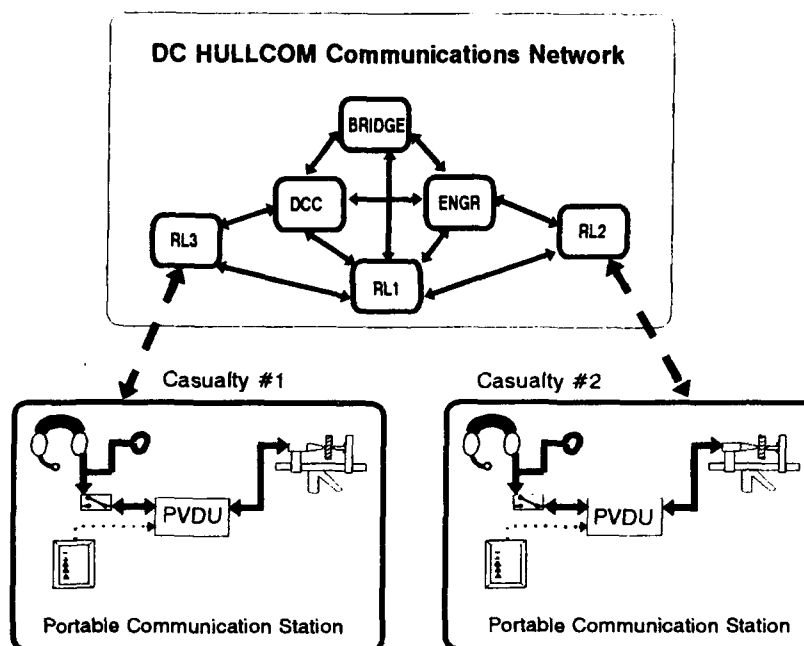 DC HULLCOM Communications Network
BRIDGE
DCC
ENGR
RL3
RL2
RL1
Casualty #1
Casualty #2
PVDU
PVDU
Portable Communication Station
Portable Communication Station